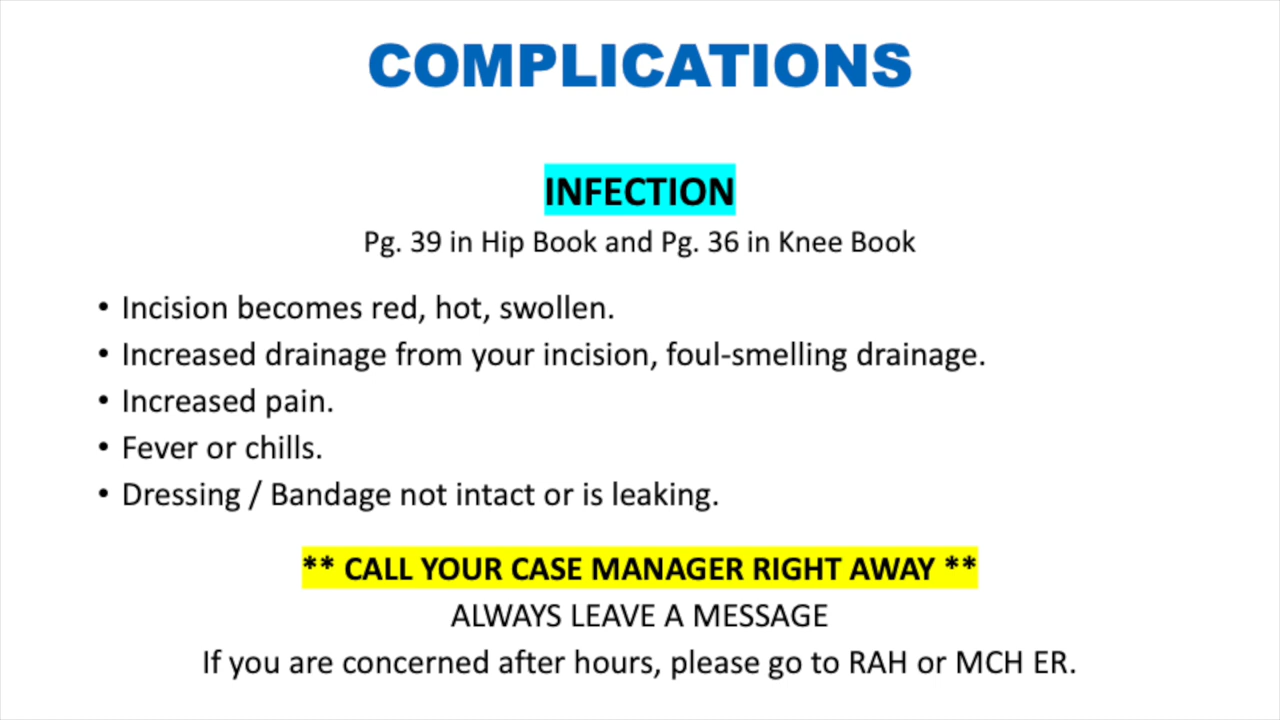 COMPLICATIONS
INFECTION
Pg. 39 in Hip Book and Pg. 36 in Knee Book
• Incision becomes red, hot, swollen.
• Increased drainage from your incision, foul-smelling drainage.
• Increased pain.
• Fever or chills.
• Dressing / Bandage not intact or is leaking.
** CALL YOUR CASE MANAGER RIGHT AWAY **
ALWAYS LEAVE A MESSAGE
If you are concerned after hours, please go to RAH or MCH ER.